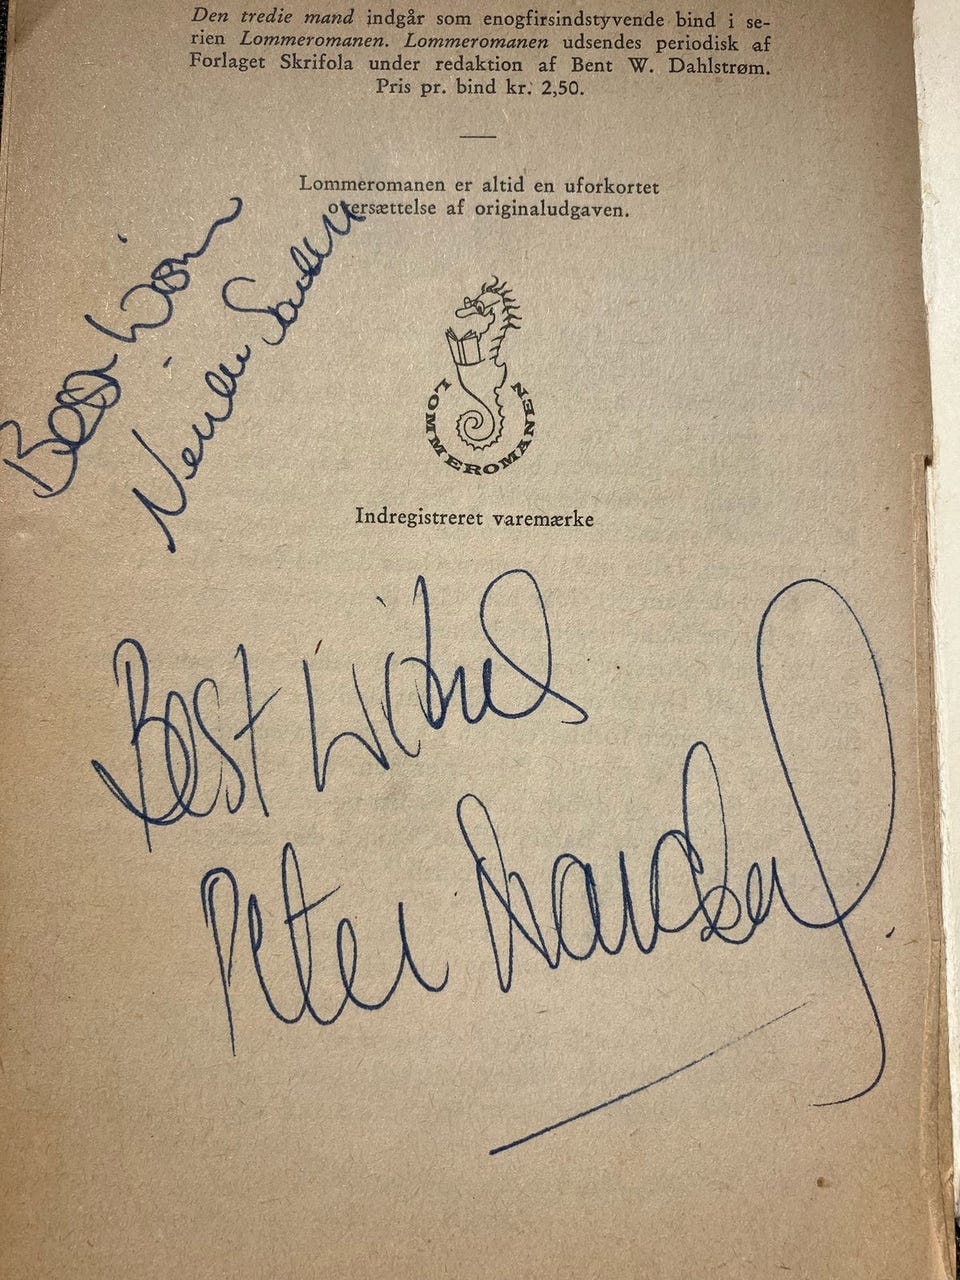 Den tredie mand indgår som enogfirsindstyvende bind i se-
rien Lommeromanen. Lommeromanen udsendes periodisk af
Forlaget Skrifola under redaktion af Bent W. Dahlstrøm.
Pris pr. bind kr. 2,50.
Lommeromanen er altid en uforkortet
oversættelse af originaludgaven.
Best
LOMMEROMANEN
Indregistreret varemærke
Best Wishes
Peter